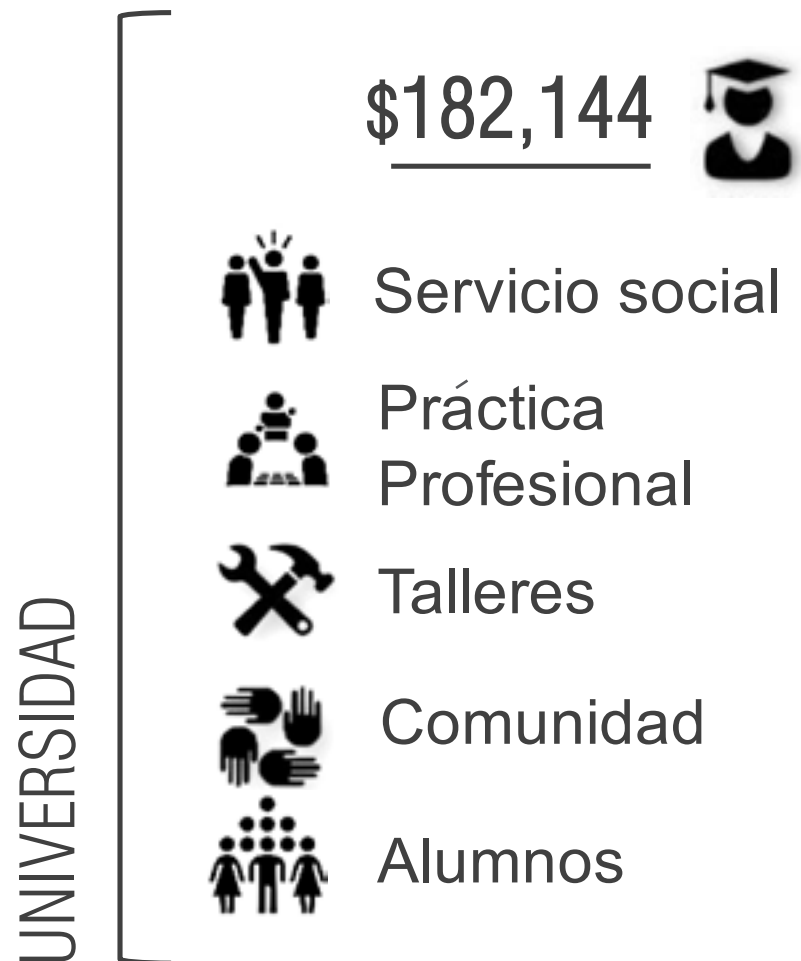 $182,144
Servicio social
Práctica
Profesional
Talleres
Comunidad
Alumnos
UNIVERSIDAD